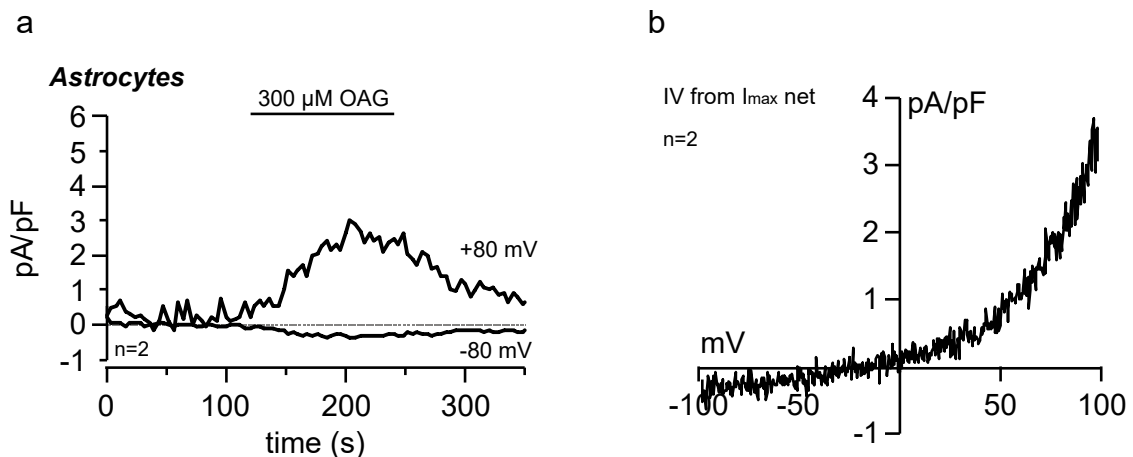 a
Astrocytes
300 µM OAG
6
5
4
3
2
1
0
-1
pA/pF
+80 mV
-80 mV
n=2
0
100
200
300
time (s)
b
IV from Imax net
n=2
4
pA/pF
3
2
1
-1
mV
-100
-50
50
100